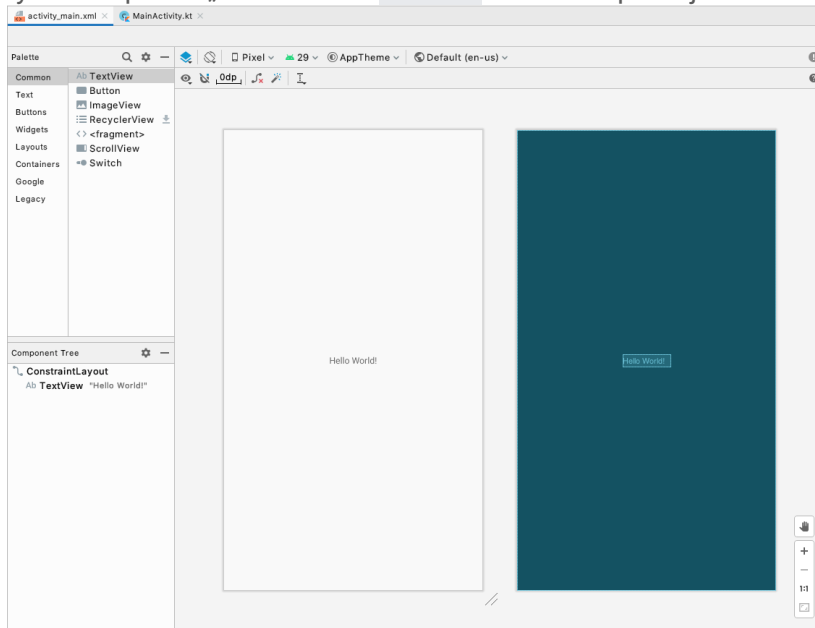 activity_main.xml
MainActivity.kt
Palette
Pixel
29
AppTheme
Default (en-us)
Common
Text
Buttons
Widgets
Layouts
Containers
Google
Legacy
Ab TextView
Button
ImageView
RecyclerView
<fragment>
ScrollView
Switch
0dp
Hello World!
Hello World!
Component Tree
ConstraintLayout
Ab TextView "Hello World!"
1:1